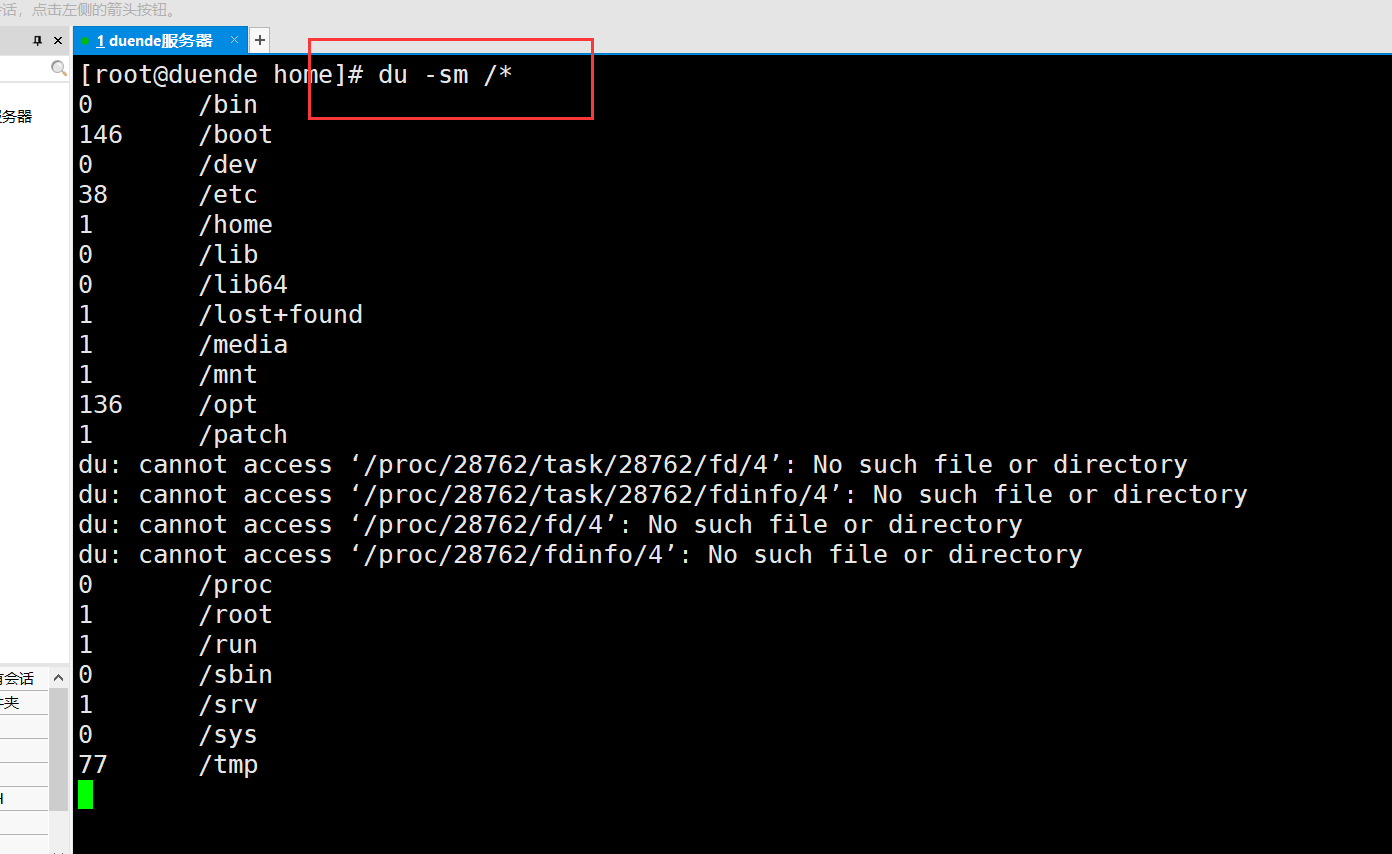 话，点击左侧的箭头按钮。
1 duende服务器
[root@duende home]# du -sm /*
0 /bin
146 /boot
服务器
0 /dev
38 /etc
1 /home
0 /lib
0 /lib64
1 /lost+found
1 /media
1 /mnt
136 /opt
1 /patch
du: cannot access ‘/proc/28762/task/28762/fd/4’: No such file or directory
du: cannot access ‘/proc/28762/task/28762/fdinfo/4’: No such file or directory
du: cannot access ‘/proc/28762/fd/4’: No such file or directory
du: cannot access ‘/proc/28762/fdinfo/4’: No such file or directory
0 /proc
1 /root
1 /run
0 /sbin
有会话
1 /srv
夹
0 /sys
77 /tmp